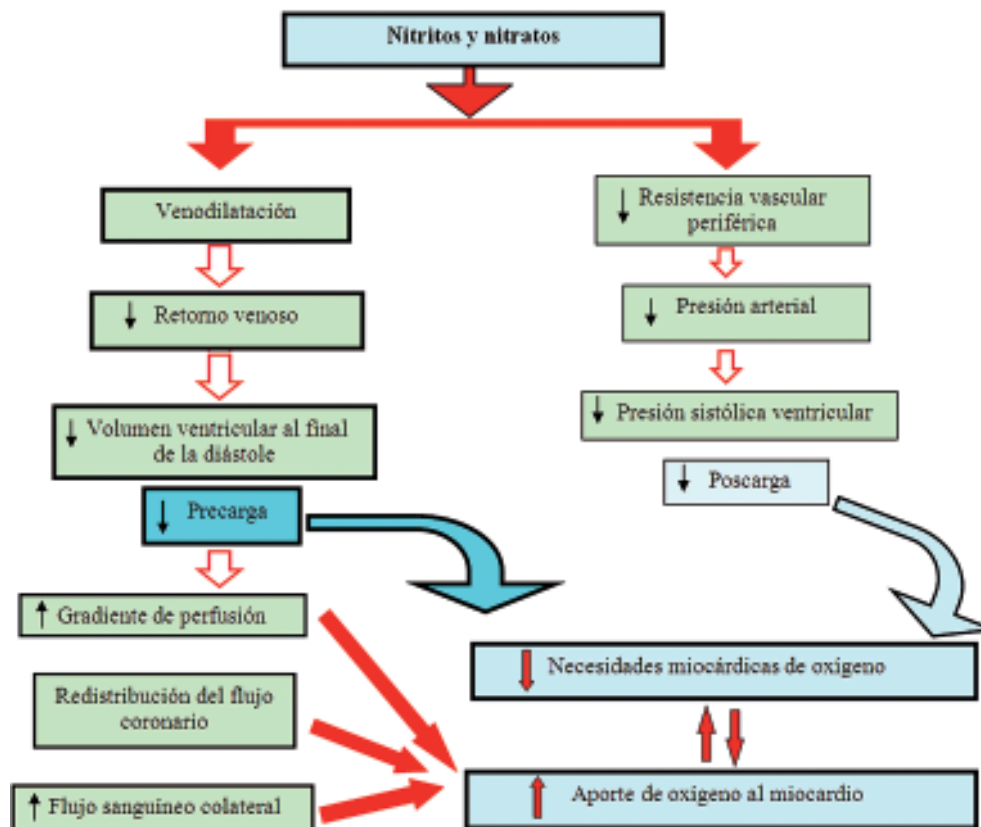 Nitritos y nitratos
Venodilatación
↓ Resistencia vascular
periférica
↓ Retorno venoso
↓ Presión arterial
↓ Volumen ventricular al final
de la diástole
↓ Presión sistólica ventricular
↓ Precarga
↓ Poscarga
↑ Gradiente de perfusión
↓ Necesidades miocárdicas de oxígeno
Redistribución del flujo
coronario
↑ Flujo sanguíneo colateral
↑ Aporte de oxígeno al miocardio